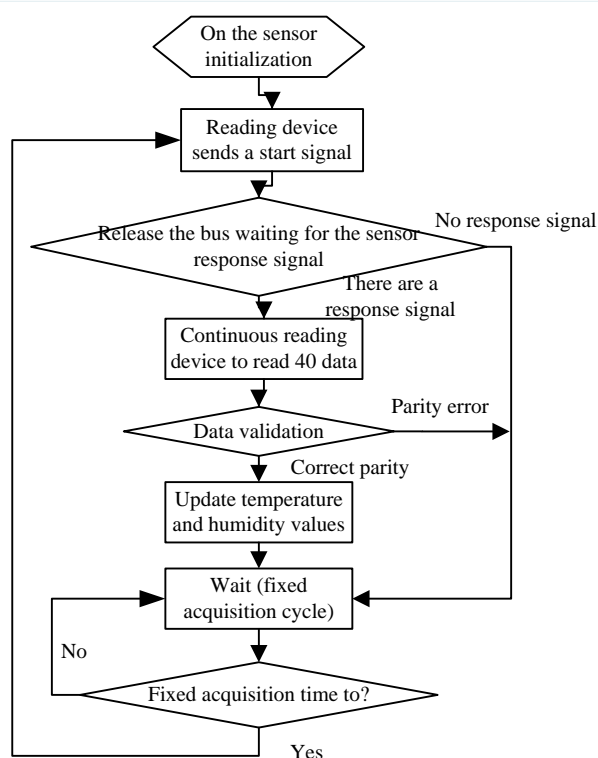 On the sensor
initialization
Reading device
sends a start signal
No response signal
Release the bus waiting for the sensor
response signal
There are a
response signal
Continuous reading
device to read 40 data
Parity error
Data validation
Correct parity
Update temperature
and humidity values
Wait (fixed
acquisition cycle)
No
Fixed acquisition time to?
Yes